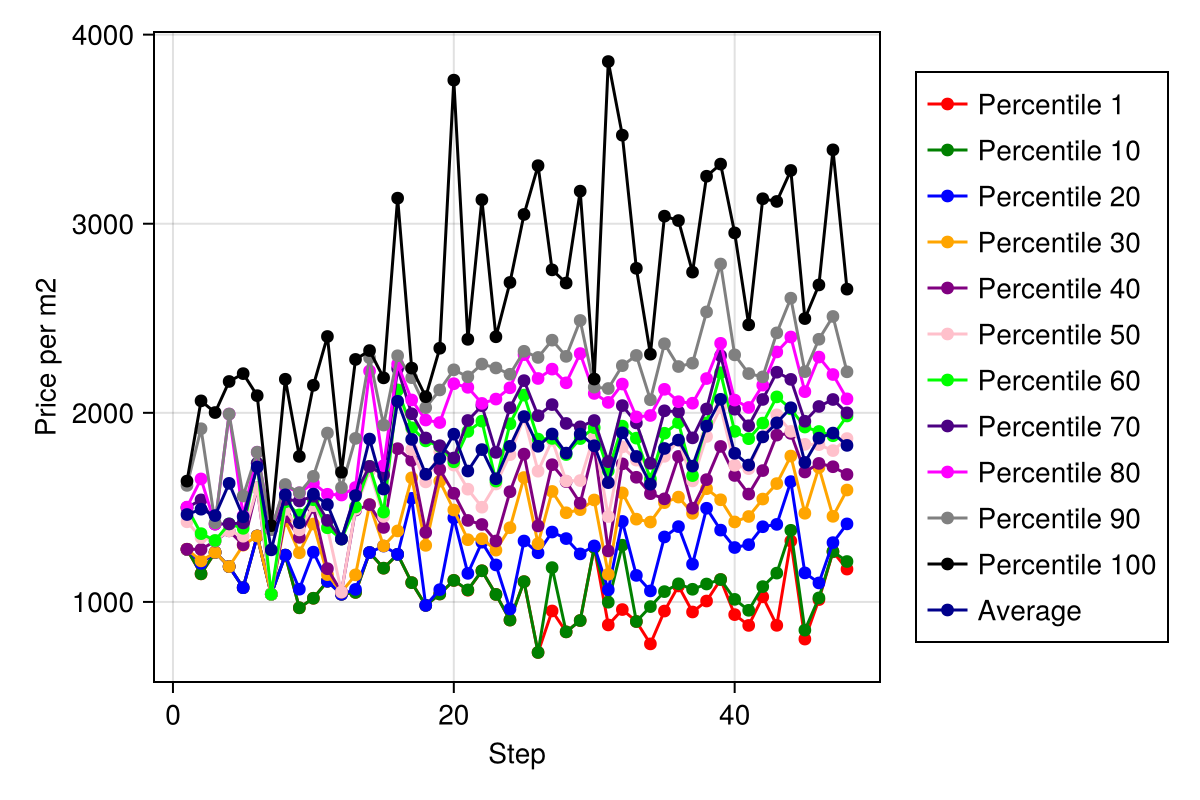 4000
3000
2000
1000
Price per m2
0 20 40
Step
Percentile 1
Percentile 10
Percentile 20
Percentile 30
Percentile 40
Percentile 50
Percentile 60
Percentile 70
Percentile 80
Percentile 90
Percentile 100
Average